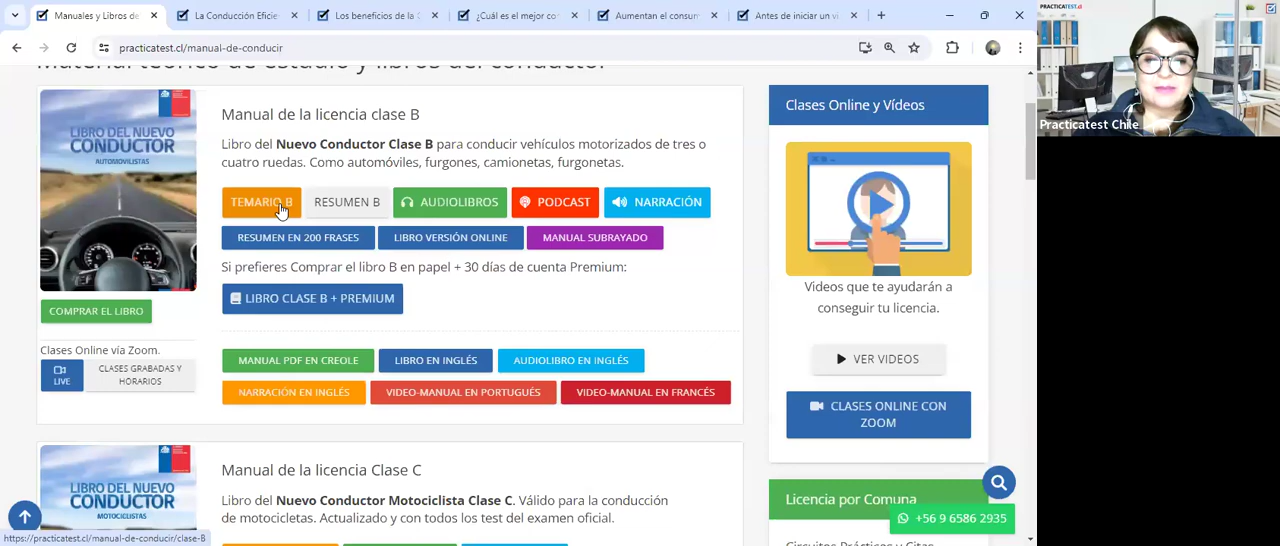 Manuales y Libros de
La Conducción Eficie
icios de la C
¿Cuál es el mejor co
Aumentan el consum
Antes de iniciar un vi
practicatest.cl/manual-de-conducir
LIBRO DEL NUEVO
CONDUCTOR
AUTOMOVILISTAS
COMPRAR EL LIBRO
Clases Online vía Zoom.
LIVE
CLASES GRABADAS Y
HORARIOS
Manual de la licencia clase B
Libro del Nuevo Conductor Clase B para conducir vehículos motorizados de tres o
cuatro ruedas. Como automóviles, furgones, camionetas, furgonetas.
TEMARIO B
RESUMEN B
AUDIOLIBROS
PODCAST
NARRACIÓN
RESUMEN EN 200 FRASES
LIBRO VERSIÓN ONLINE
MANUAL SUBRAYADO
Si prefieres Comprar el libro B en papel + 30 días de cuenta Premium:
LIBRO CLASE B + PREMIUM
MANUAL PDF EN CREOLE
LIBRO EN INGLÉS
AUDIOLIBRO EN INGLÉS
NARRACIÓN EN INGLÉS
VIDEO-MANUAL EN PORTUGUÉS
VIDEO-MANUAL EN FRANCÉS
LIBRO DEL NUEVO
CONDUCTOR
MOTOCICLISTAS
Manual de la licencia Clase C
Libro del Nuevo Conductor Motociclista Clase C. Válido para la conducción
de motos. Actualizado y con todos los test del examen oficial.
Clases Online y Vídeos
Videos que te ayudarán a
conseguir tu licencia.
VER VIDEOS
CLASES ONLINE CON
ZOOM
Licencia por Comuna
+56 9 6586 2935
Circuitos Prácticos y Citas
https://practicatest.cl/manual-de-conducir/clase-B
PRACTICATEST.cl
Practicatest Chile